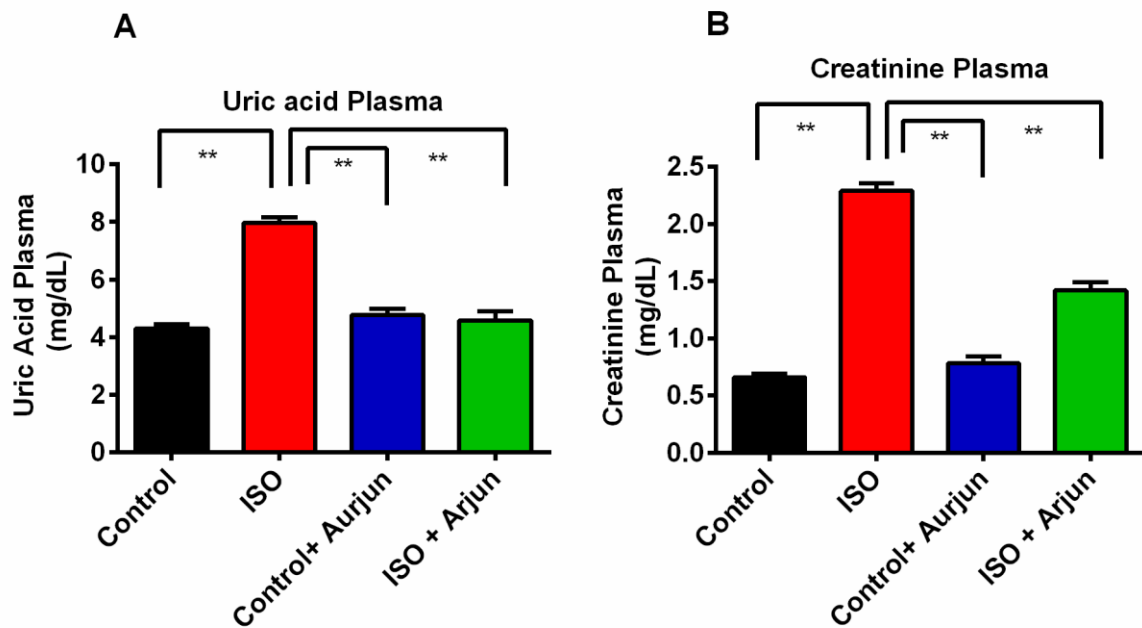 A
Uric acid Plasma
**
**
**
Uric Acid Plasma
(mg/dL)
10
8
6
4
2
0
Control
ISO
Control+ Aurjun
ISO + Arjun
B
Creatinine Plasma
**
**
**
Creatinine Plasma
(mg/dL)
2.5
2.0
1.5
1.0
0.5
0.0
Control
ISO
Control+ Aurjun
ISO + Arjun